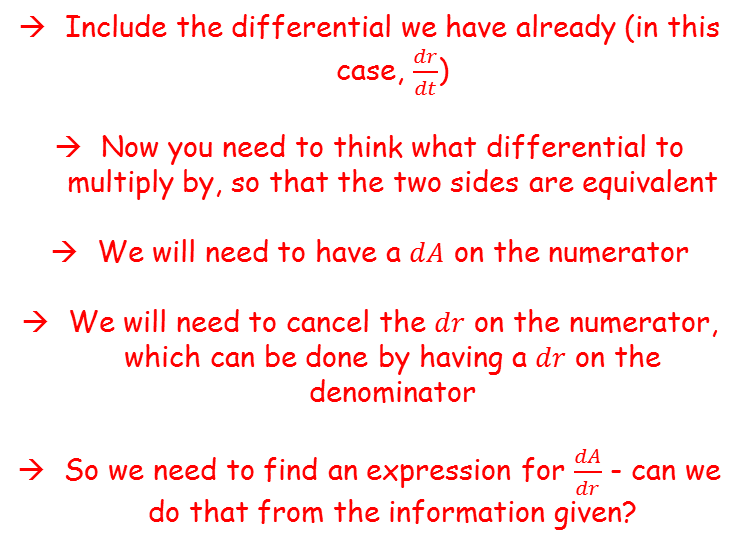 → Include the differential we have already (in this
case, dr/dt)
→ Now you need to think what differential to
multiply by, so that the two sides are equivalent
→ We will need to have a dA on the numerator
→ We will need to cancel the dr on the numerator,
which can be done by having a dr on the
denominator
→ So we need to find an expression for dA/dr - can we
do that from the information given?